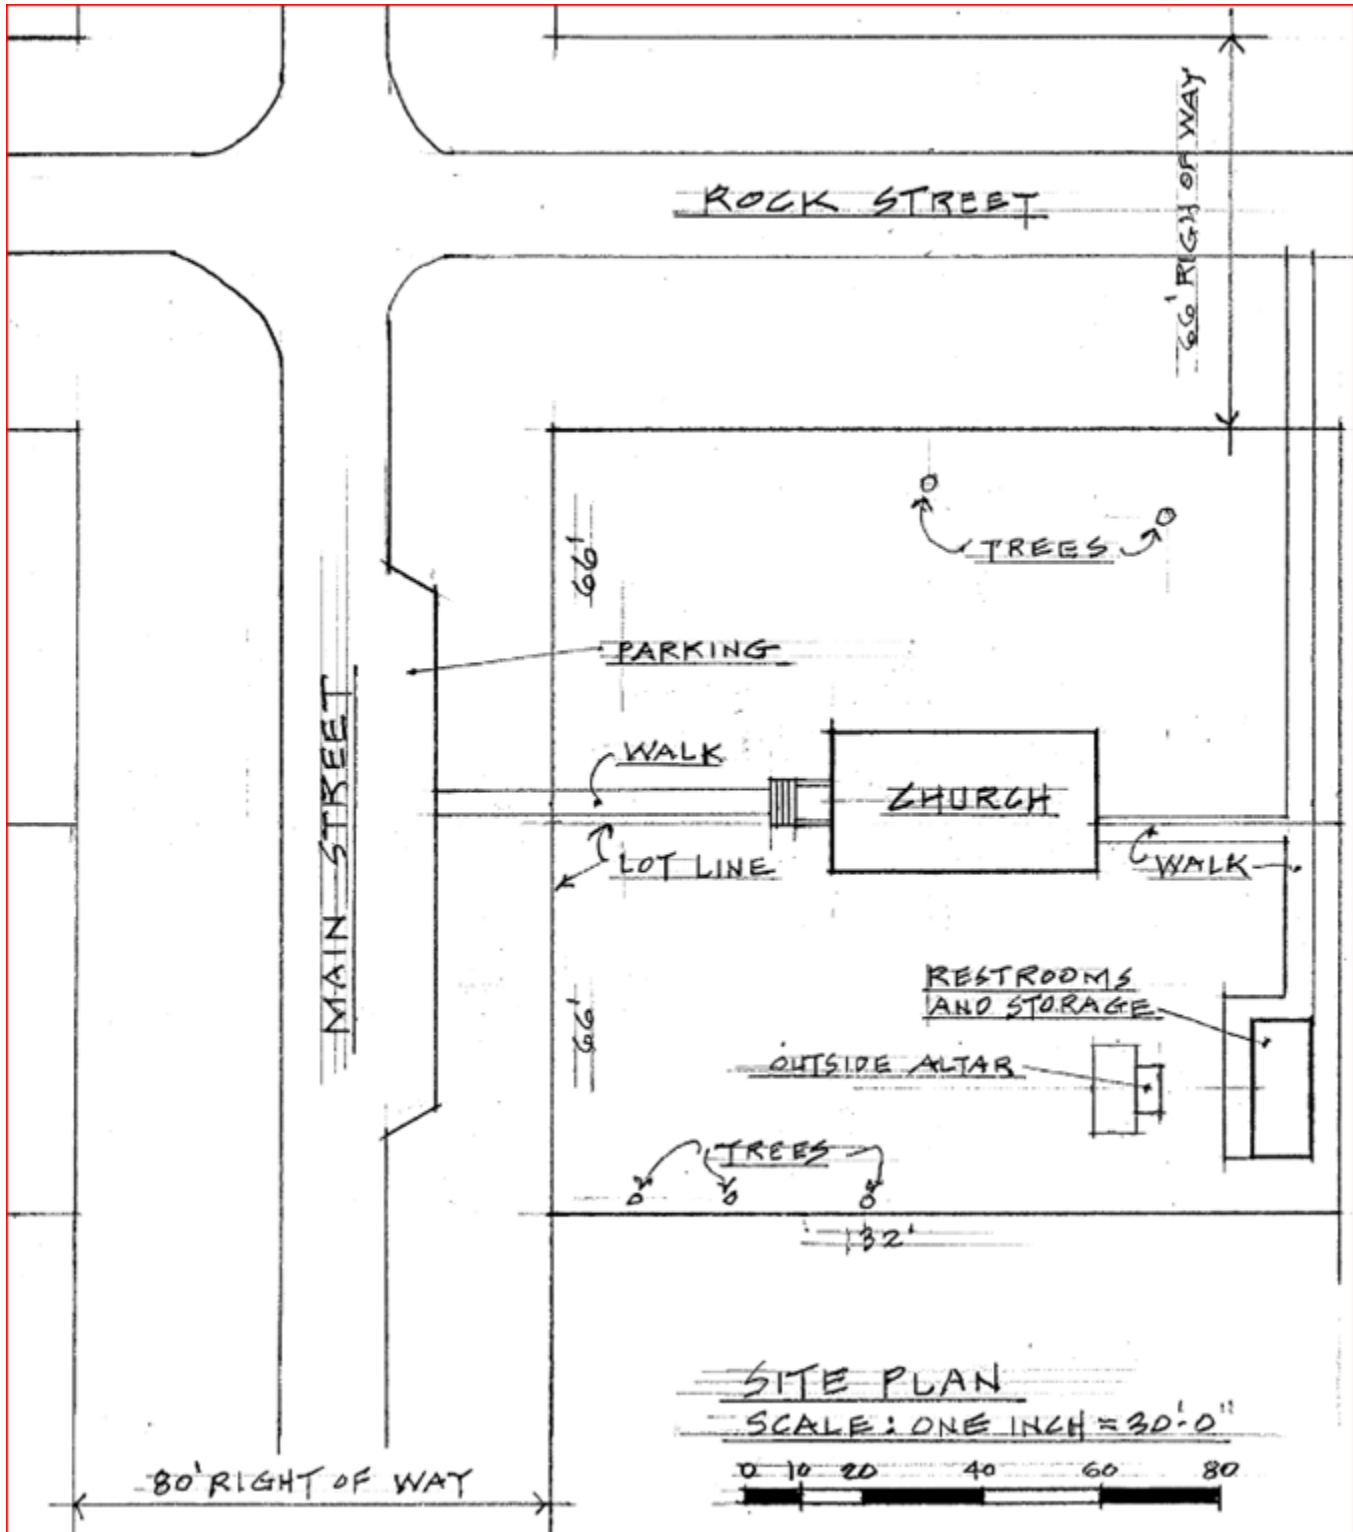 ROCK STREET
66' RIGH OF WAY
TREES
66'
PARKING
MAIN STREET
WALK
CHURCH
LOT LINE
WALK
RESTROOMS
AND STORAGE
66'
OUTSIDE ALTAR
TREES
132'
SITE PLAN
SCALE: ONE INCH = 30'-0"
0 10 20 40 60 80
80' RIGHT OF WAY